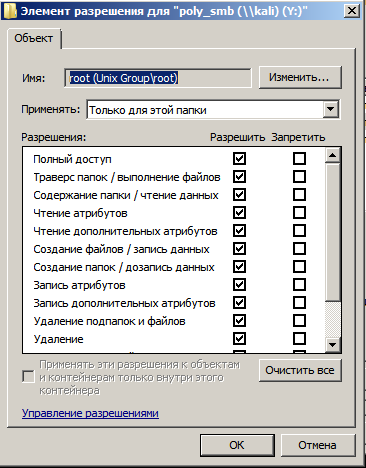 Элемент разрешения для "poly_smb (\\kali) (Y:)"
Объект
Имя: root (Unix Group\root) Изменить...
Применять: Только для этой папки
Разрешения: Разрешить Запретить
Полный доступ
Траверс папок / выполнение файлов
Содержание папки / чтение данных
Чтение атрибутов
Чтение дополнительных атрибутов
Создание файлы / запись данных
Создание папок / дозапись данных
Запись атрибутов
Запись дополнительных атрибутов
Удаление подпапок и файлов
Удаление
Применять эти разрешения к объектам
и контейнерам только внутри этого
контейнера
Очистить все
Управление разрешениями
ОК Отмена